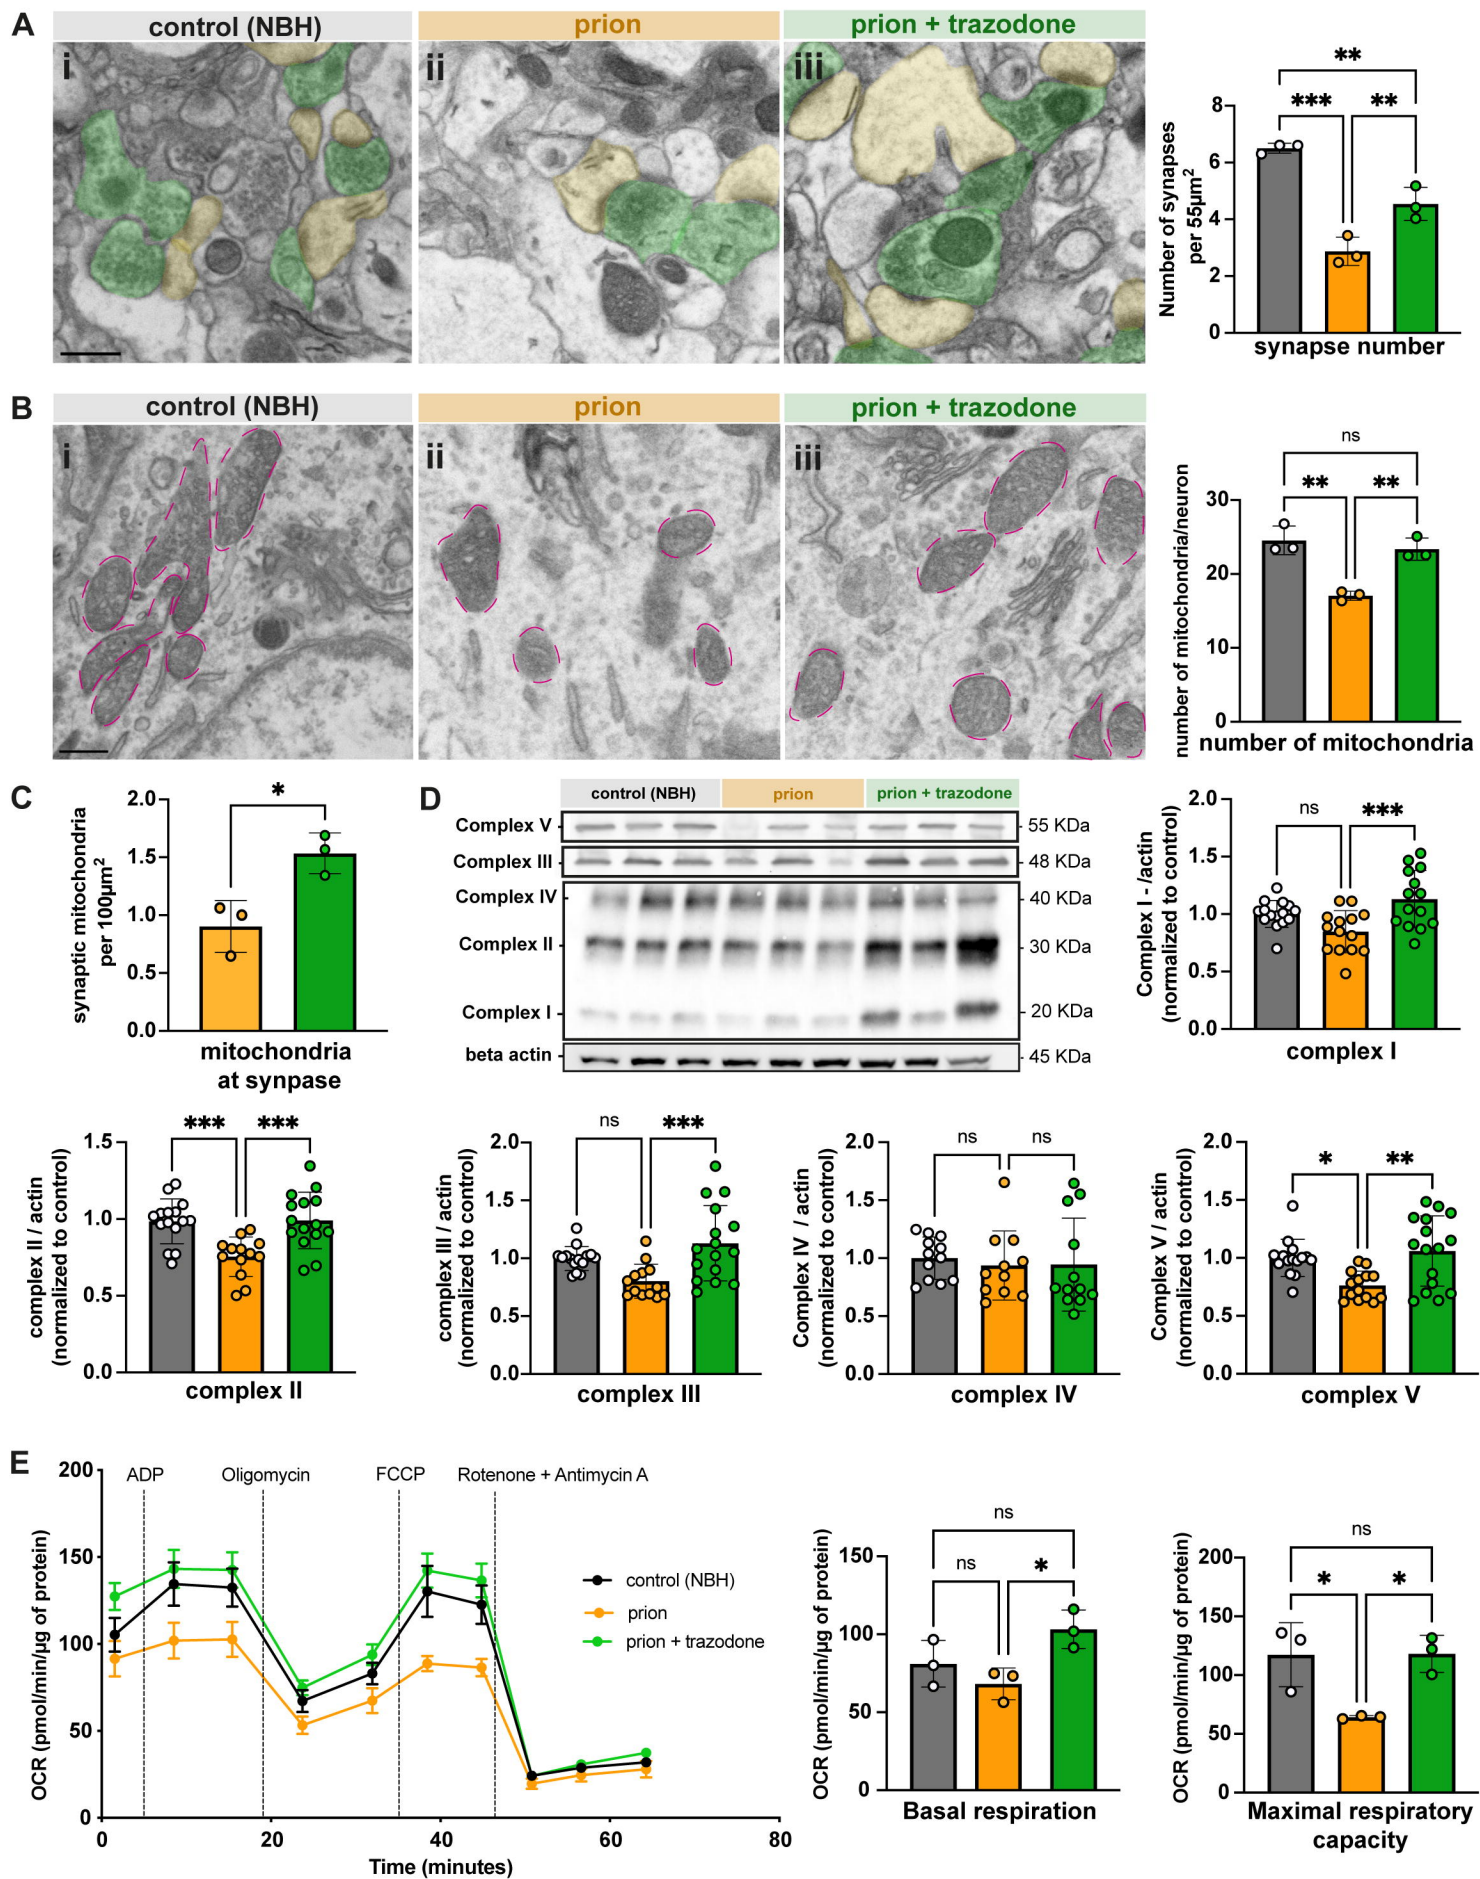 A
control (NBH)
prion
prion + trazodone
i
ii
iii
**
***
**
8
6
4
2
0
Number of synapses
per 55µm2
synapse number
B
control (NBH)
prion
prion + trazodone
i
ii
iii
ns
**
**
30
20
10
0
number of mitochondria/neuron
number of mitochondria
C
*
2.0
1.5
1.0
0.5
0.0
synaptic mitochondria
per 100µm2
mitochondria
at synpase
D
control (NBH)
prion
prion + trazodone
Complex V
55 KDa
Complex III
48 KDa
Complex IV
40 KDa
Complex II
30 KDa
Complex I
20 KDa
beta actin
45 KDa
ns
***
2.0
1.5
1.0
0.5
0.0
Complex I - /actin
(normalized to control)
complex I
***
***
1.5
1.0
0.5
0.0
complex II / actin
(normalized to control)
complex II
ns
***
2.0
1.5
1.0
0.5
0.0
complex III / actin
(normalized to control)
complex III
ns
ns
2.0
1.5
1.0
0.5
0.0
Complex IV / actin
(normalized to control)
complex IV
*
**
2.0
1.5
1.0
0.5
0.0
Complex V / actin
(normalized to control)
complex V
E
ADP
Oligomycin
FCCP
Rotenone + Antimycin A
200
150
100
50
0
OCR (pmol/min/µg of protein)
0
20
40
60
80
Time (minutes)
control (NBH)
prion
prion + trazodone
ns
ns
*
150
100
50
0
OCR (pmol/min/µg of protein)
Basal respiration
ns
*
*
200
150
100
50
0
OCR (pmol/min/µg of protein)
Maximal respiratory
capacity